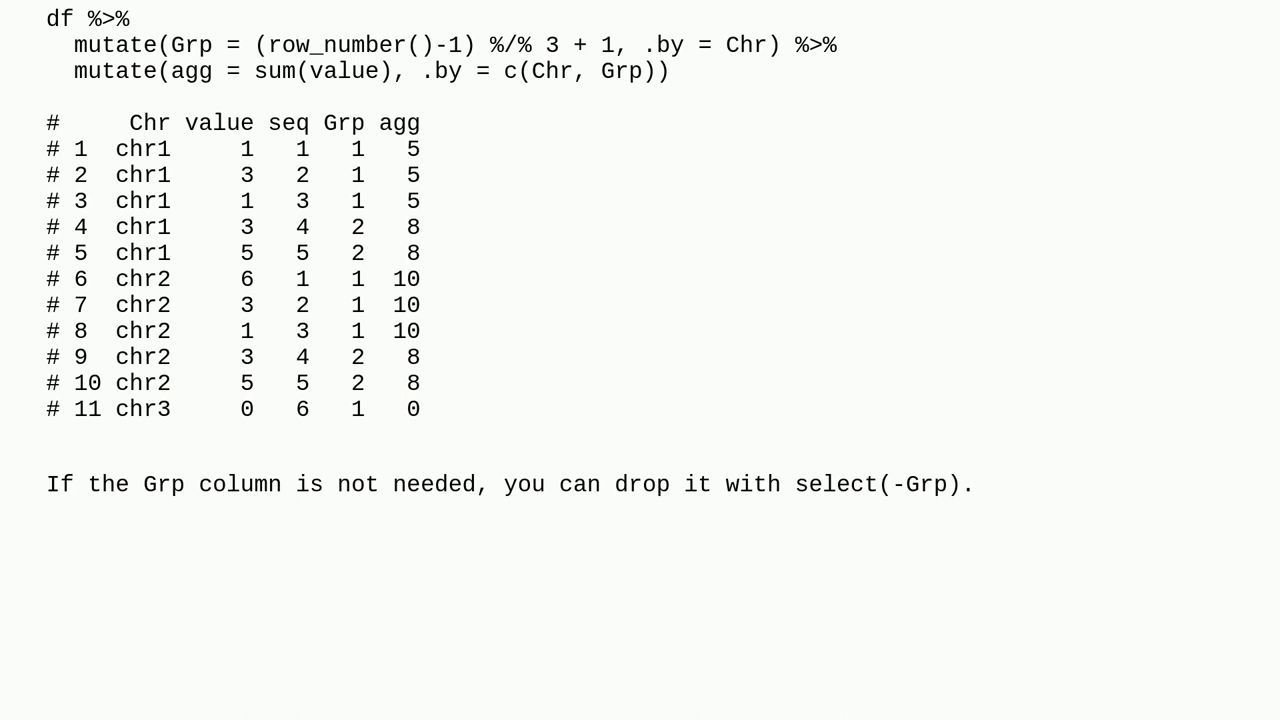 df %>%
  mutate(Grp = (row_number()-1) %/% 3 + 1, .by = Chr) %>%
  mutate(agg = sum(value), .by = c(Chr, Grp))
#     Chr value seq Grp agg
# 1  chr1     1   1   1   5
# 2  chr1     3   2   1   5
# 3  chr1     1   3   1   5
# 4  chr1     3   4   2   8
# 5  chr1     5   5   2   8
# 6  chr2     6   1   1  10
# 7  chr2     3   2   1  10
# 8  chr2     1   3   1  10
# 9  chr2     3   4   2   8
# 10 chr2     5   5   2   8
# 11 chr3     0   6   1   0
If the Grp column is not needed, you can drop it with select(-Grp).